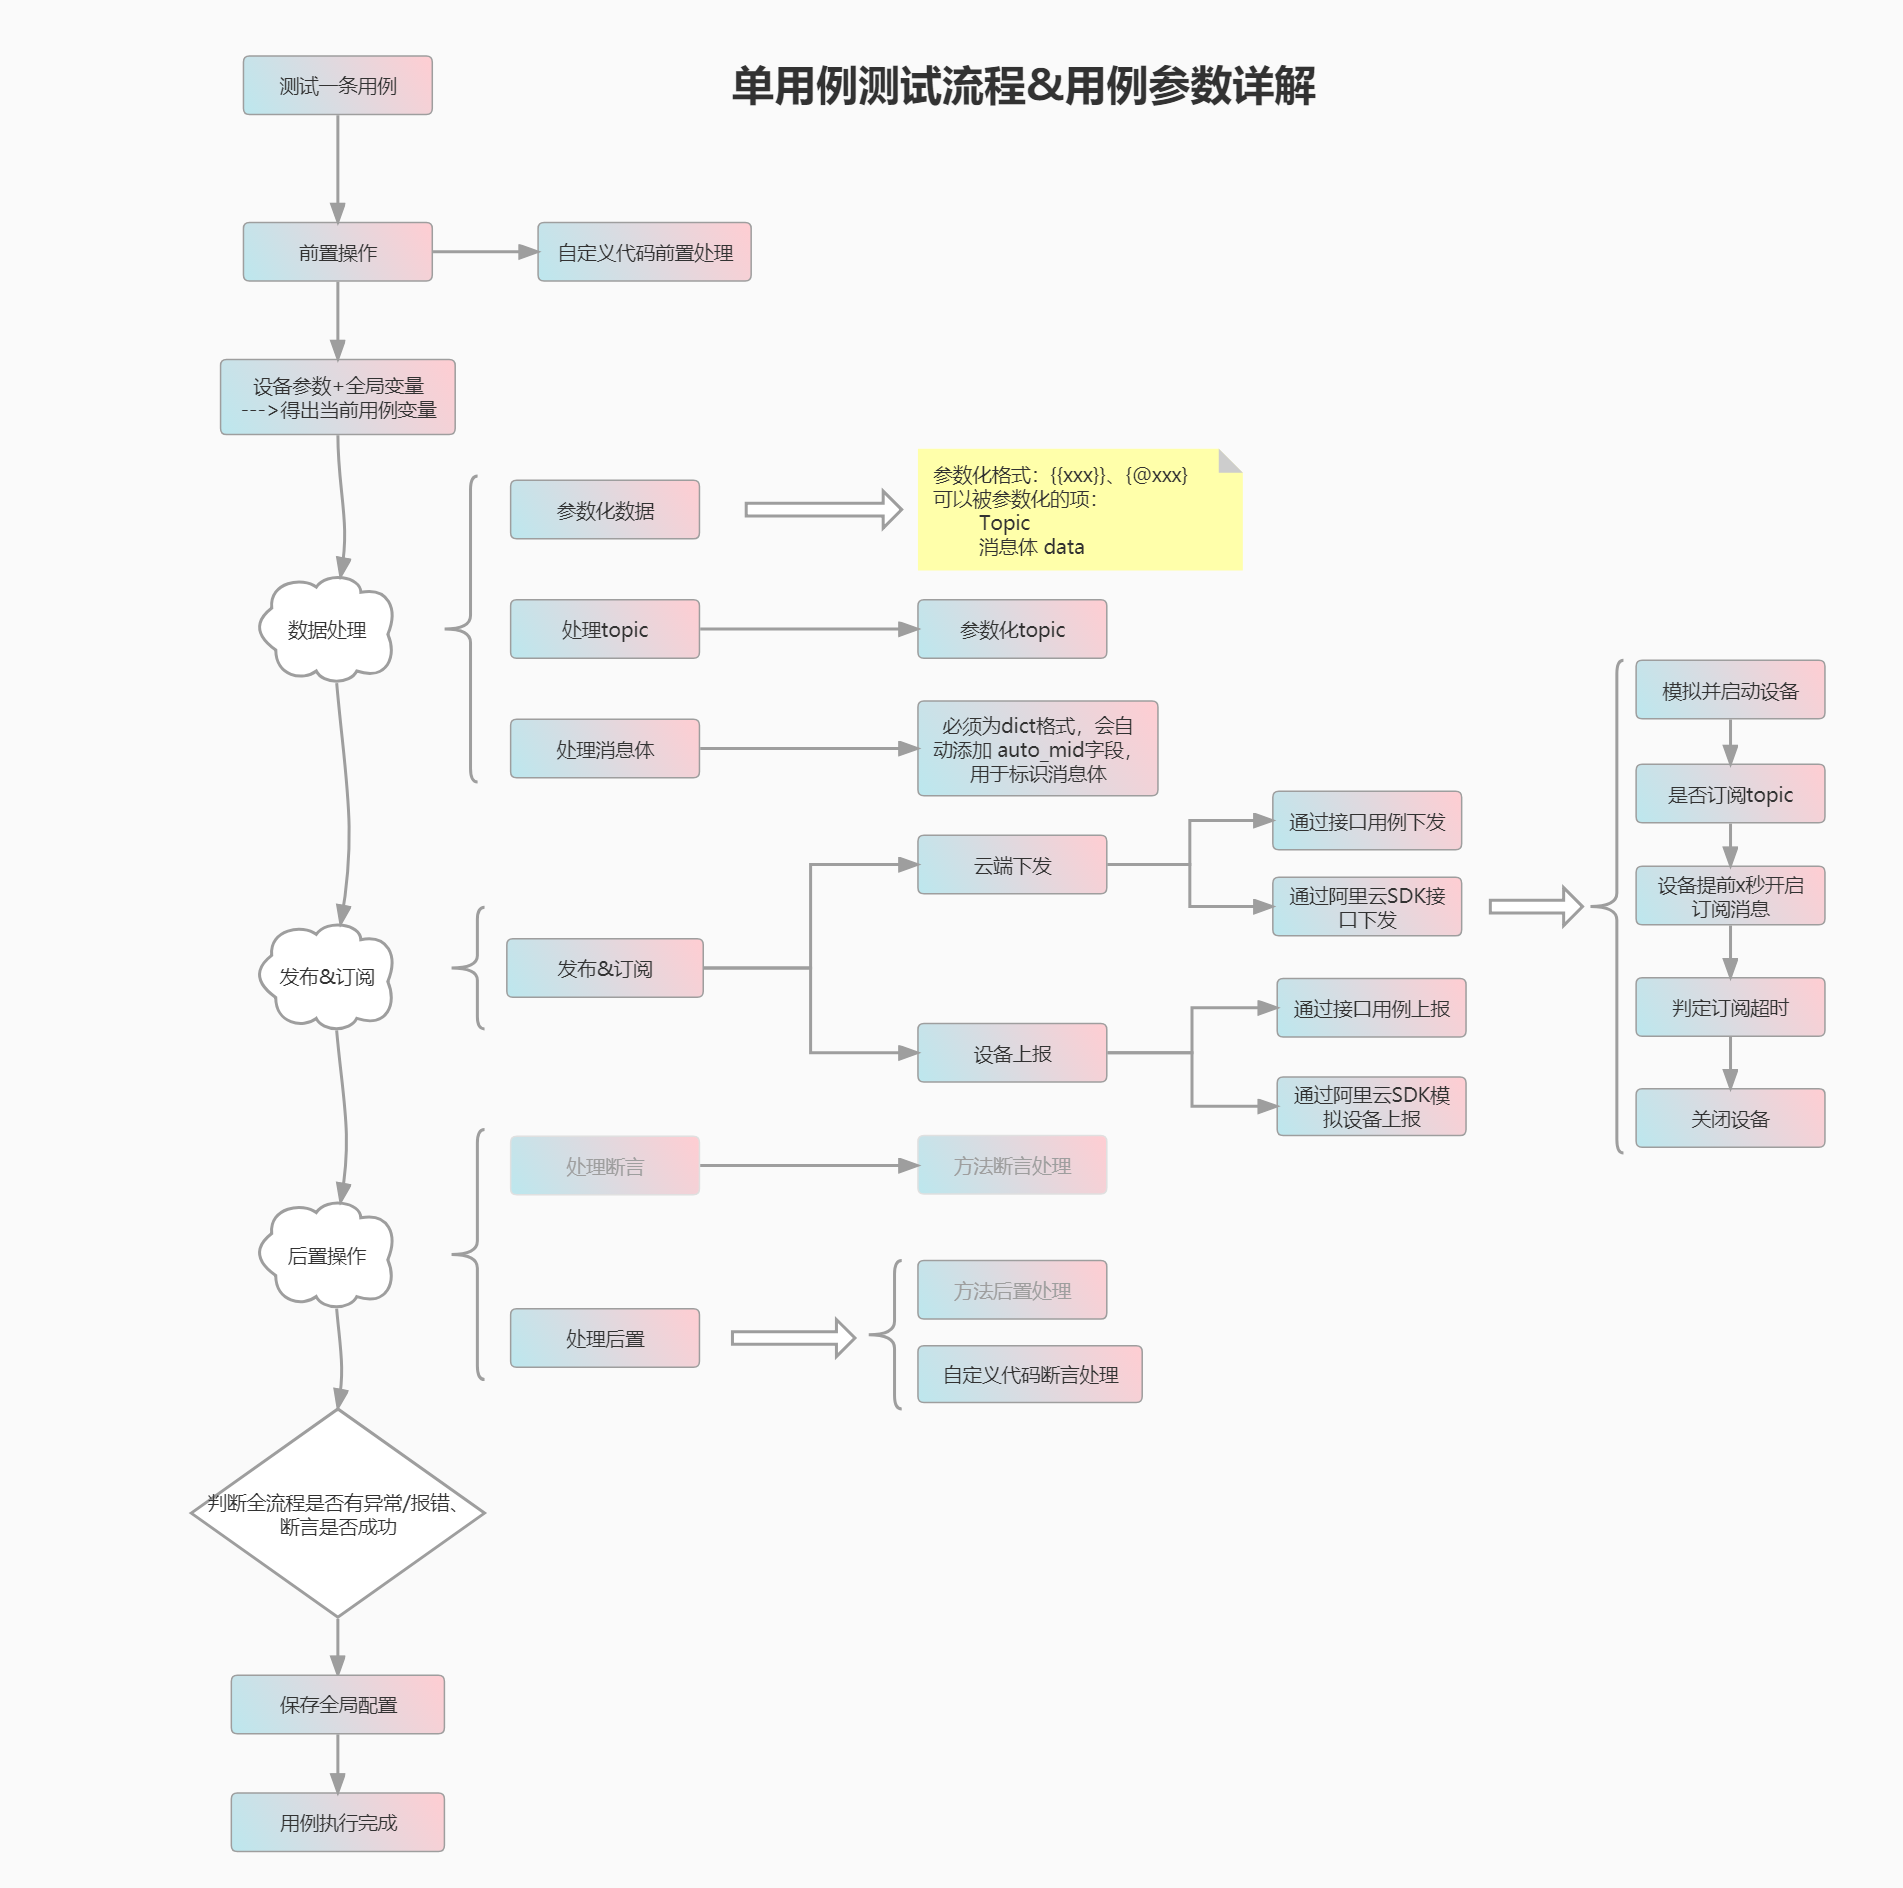 单用例测试流程&用例参数详解
测试一条用例
前置操作
自定义代码前置处理
设备参数+全局变量
--->得出当前用例变量
数据处理
参数化数据
参数化格式：{{xxx}}、{@xxx}
可以被参数化的项：
Topic
消息体 data
处理topic
参数化topic
处理消息体
必须为dict格式，会自
动添加 auto_mid字段，
用于标识消息体
发布&订阅
发布&订阅
云端下发
通过接口用例下发
通过阿里云SDK接
口下发
设备上报
通过接口用例上报
通过阿里云SDK模
拟设备上报
模拟并启动设备
是否订阅topic
设备提前x秒开启
订阅消息
判定订阅超时
关闭设备
后置操作
处理断言
方法断言处理
处理后置
方法后置处理
自定义代码断言处理
判断全流程是否有异常/报错、
断言是否成功
保存全局配置
用例执行完成